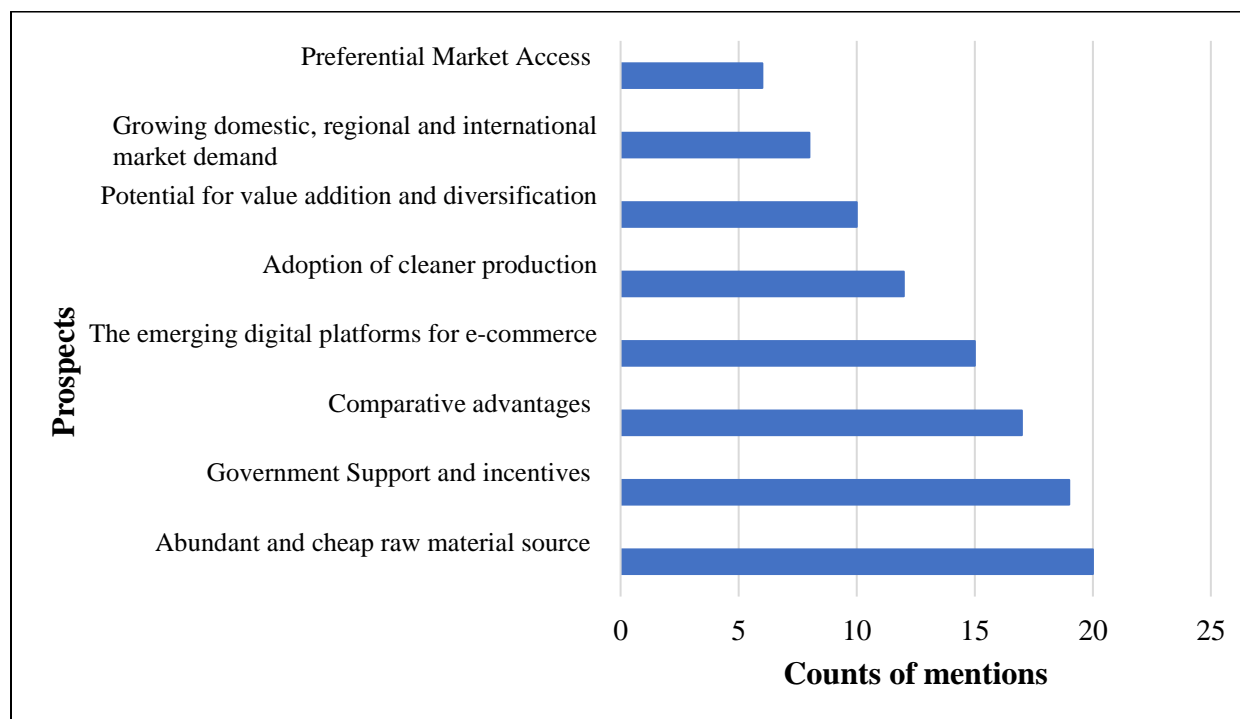 Preferential Market Access
Growing domestic, regional and international
market demand
Potential for value addition and diversification
Adoption of cleaner production
The emerging digital platforms for e-commerce
Comparative advantages
Government Support and incentives
Abundant and cheap raw material source
Prospects
0 5 10 15 20 25
Counts of mentions